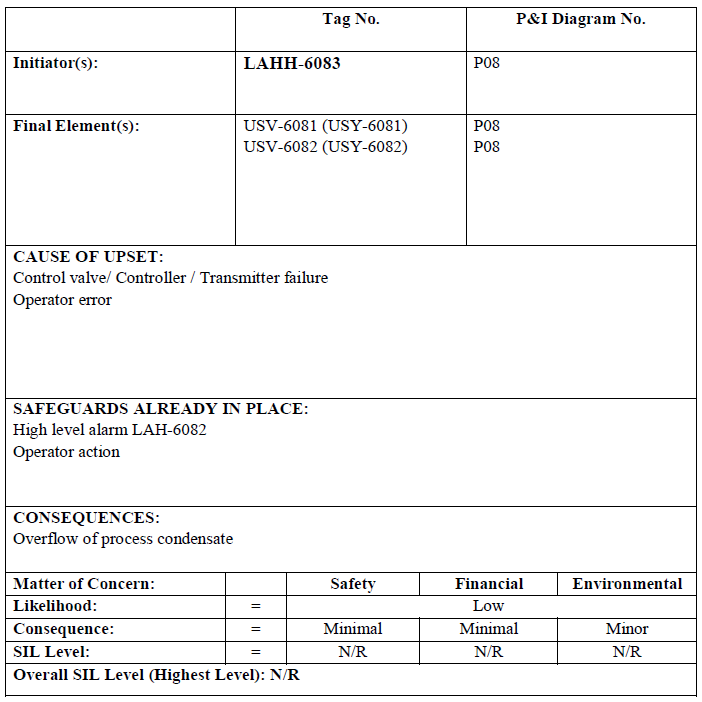 Tag No. P&I Diagram No.
Initiator(s): LAHH-6083 P08
Final Element(s): USV-6081 (USY-6081) P08
USV-6082 (USY-6082) P08
CAUSE OF UPSET:
Control valve/ Controller / Transmitter failure
Operator error
SAFEGUARDS ALREADY IN PLACE:
High level alarm LAH-6082
Operator action
CONSEQUENCES:
Overflow of process condensate
Matter of Concern: Safety Financial Environmental
Likelihood: = Low
Consequence: = Minimal Minimal Minor
SIL Level: = N/R N/R N/R
Overall SIL Level (Highest Level): N/R